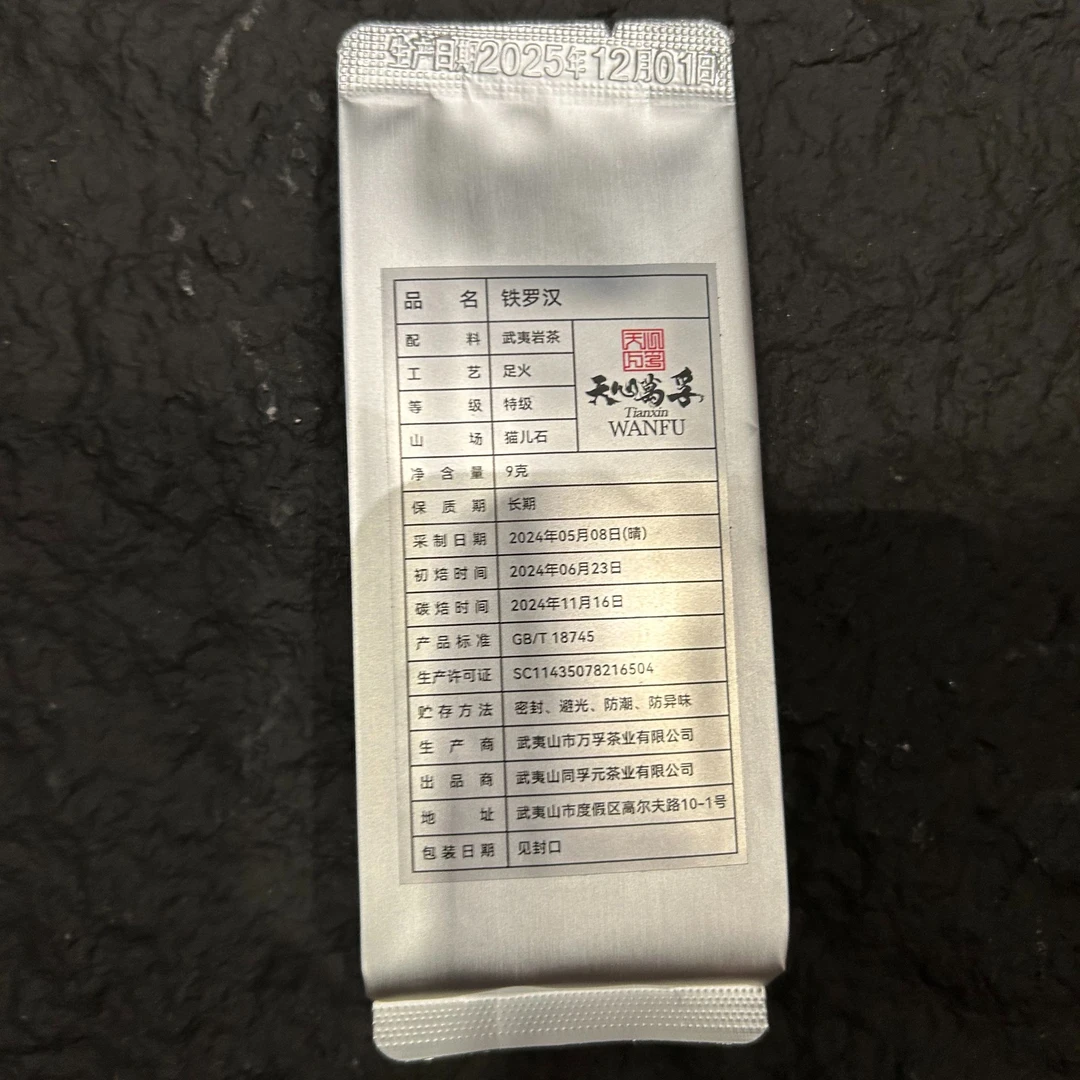 生产日期2025年12月01日
品名 铁罗汉
配料 武夷岩茶
工艺 足火
等级 特级
山场 猫儿石
天心万孚
天心萬孚
Tianxin
WANFU
净含量 9克
保质期 长期
采制日期 2024年05月08日(晴)
初焙时间 2024年06月23日
碳焙时间 2024年11月16日
产品标准 GB/T 18745
生产许可证 SC11435078216504
贮存方法 密封、避光、防潮、防异味
生产商 武夷山市万孚茶业有限公司
出品商 武夷山同孚元茶业有限公司
地址 武夷山市度假区高尔夫路10-1号
包装日期 见封口